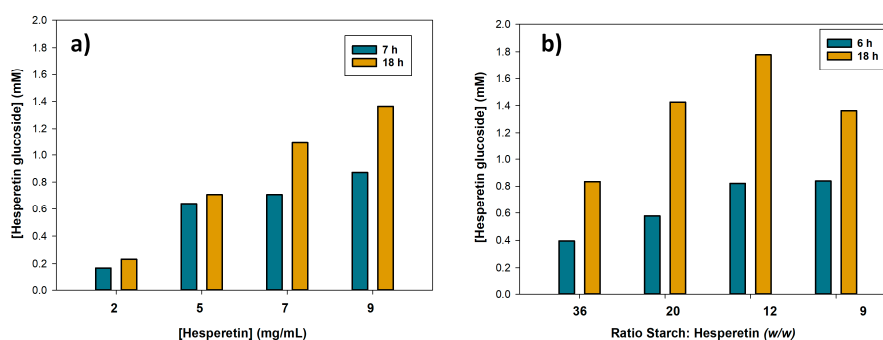 a)
7 h
18 h
[Hesperetin glucoside] (mM)
2.0
1.8
1.6
1.4
1.2
1.0
0.8
0.6
0.4
0.2
0.0
2 5 7 9
[Hesperetin] (mg/mL)
b)
6 h
18 h
[Hesperetin glucoside] (mM)
2.0
1.8
1.6
1.4
1.2
1.0
0.8
0.6
0.4
0.2
0.0
36 20 12 9
Ratio Starch: Hesperetin (w/w)